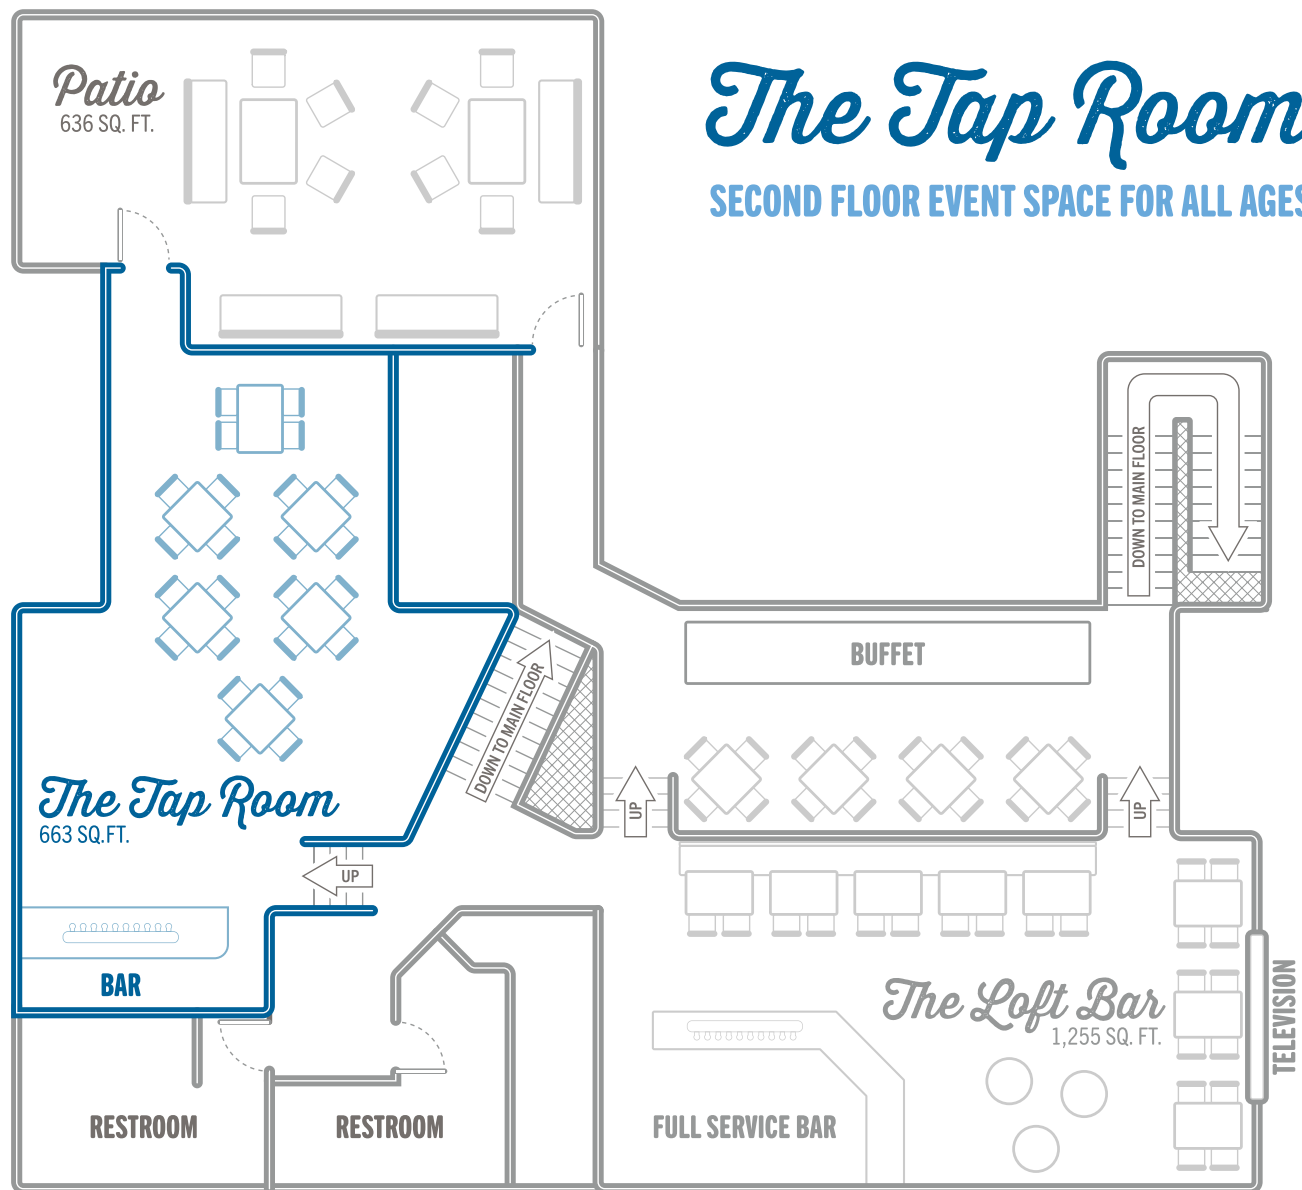 The Tap Room
SECOND FLOOR EVENT SPACE FOR ALL AGES
Patio
636 SQ. FT.
DOWN TO MAIN FLOOR
BUFFET
DOWN TO MAIN FLOOR
The Tap Room
663 SQ.FT.
UP
UP
UP
BAR
The Loft Bar
1,255 SQ. FT.
TELEVISION
RESTROOM
RESTROOM
FULL SERVICE BAR